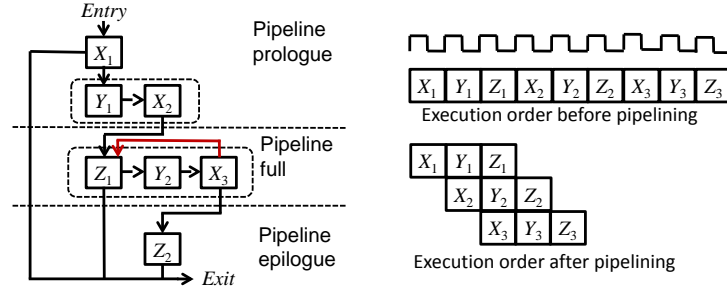 Entry
Pipeline
prologue
X1
Y1 X2
Pipeline
full
Z1 Y2 X3
Pipeline
epilogue
Z2
Exit
X1 Y1 Z1 X2 Y2 Z2 X3 Y3 Z3
Execution order before pipelining
X1 Y1 Z1
X2 Y2 Z2
X3 Y3 Z3
Execution order after pipelining